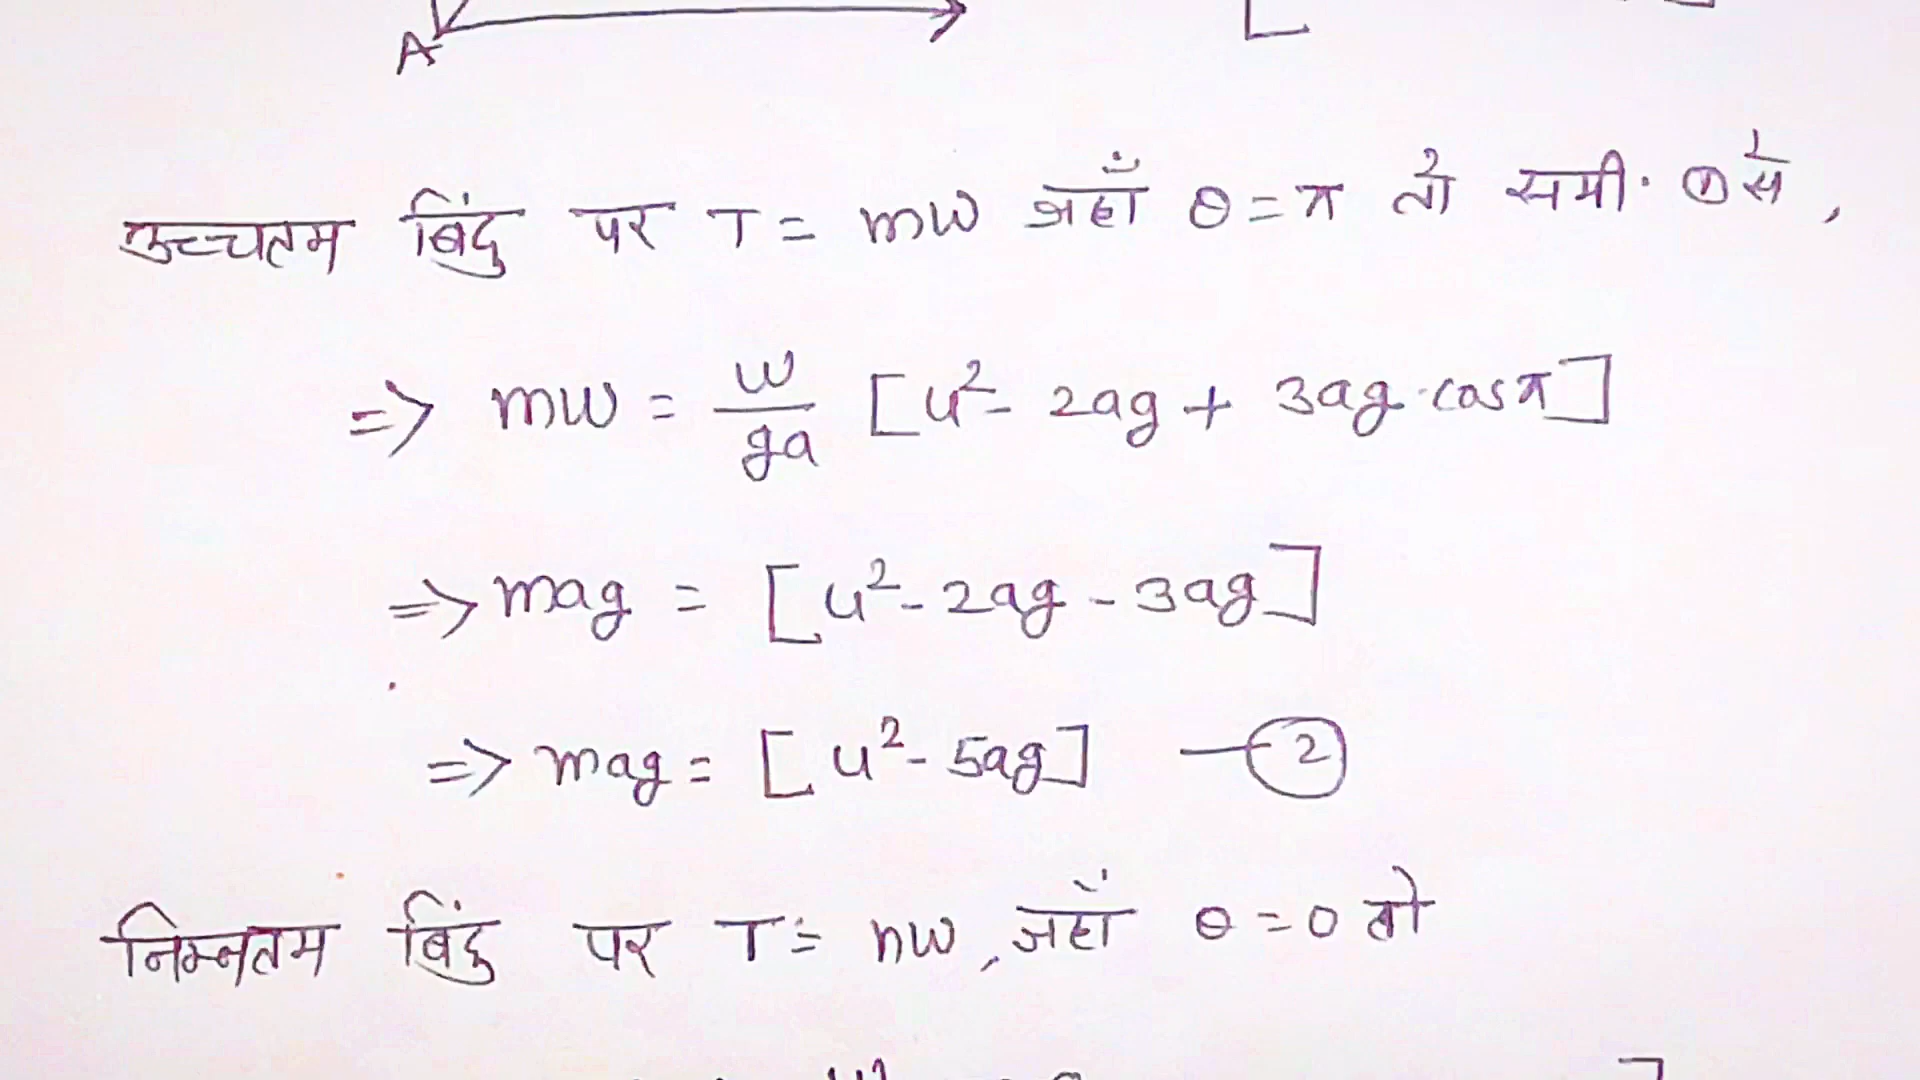 A
उच्चतम बिंदु पर T = mW जहाँ θ = π तो समी. ① से,
=> mW = W/ga [u² - 2ag + 3ag·cosπ]
=> mag = [u² - 2ag - 3ag]
=> mag = [u² - 5ag] — ②
निम्नतम बिंदु पर T = nW, जहाँ θ = 0 तो